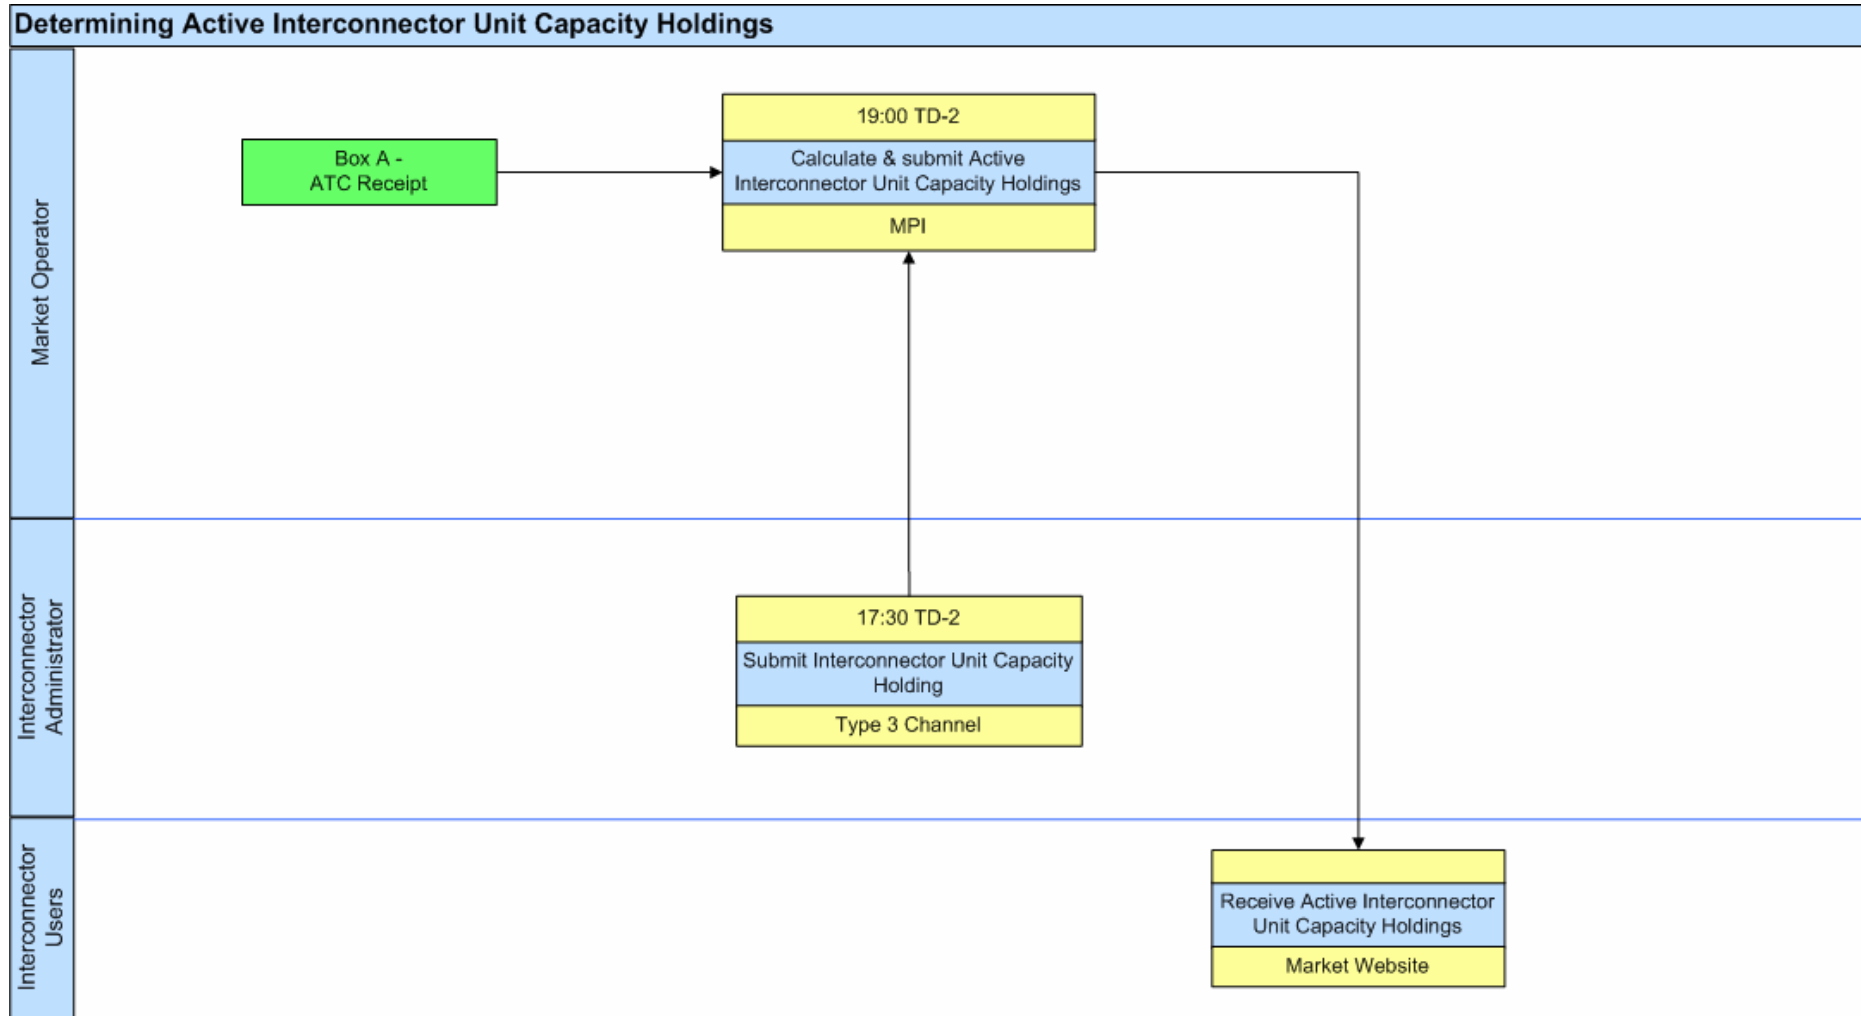 Determining Active Interconnector Unit Capacity Holdings
Market Operator
Box A -
ATC Receipt
19:00 TD-2
Calculate & submit Active
Interconnector Unit Capacity Holdings
MPI
Interconnector
Administrator
17:30 TD-2
Submit Interconnector Unit Capacity
Holding
Type 3 Channel
Interconnector
Users
Receive Active Interconnector
Unit Capacity Holdings
Market Website